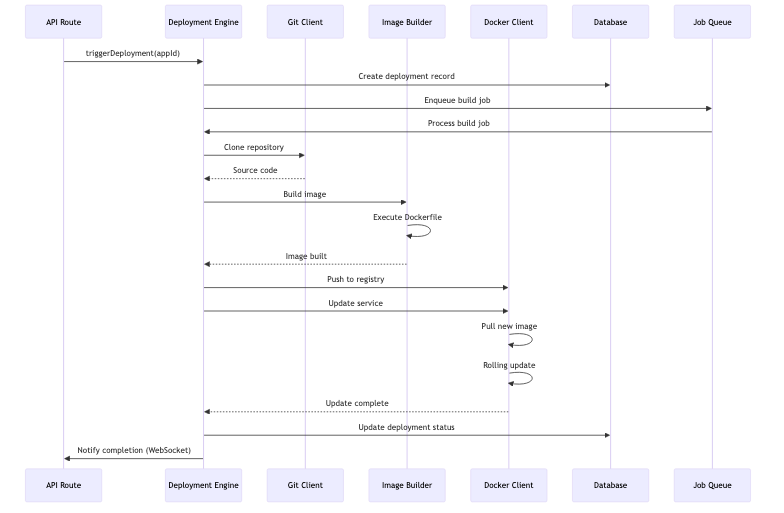 API Route
Deployment Engine
Git Client
Image Builder
Docker Client
Database
Job Queue
triggerDeployment(appId)
Create deployment record
Enqueue build job
Process build job
Clone repository
Source code
Build image
Execute Dockerfile
Image built
Push to registry
Update service
Pull new image
Rolling update
Update complete
Update deployment status
Notify completion (WebSocket)
API Route
Deployment Engine
Git Client
Image Builder
Docker Client
Database
Job Queue